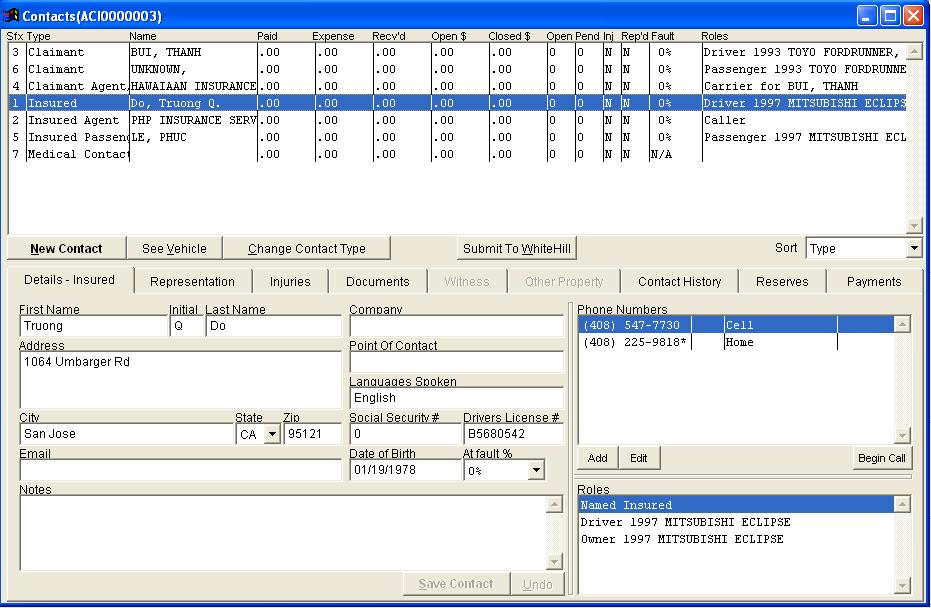 Contacts(ACI0000003)
Sfx Type Name Paid Expense Recv'd Open $ Closed $ Open Pend Inj Rep'd Fault Roles
3 Claimant BUI, THANH .00 .00 .00 .00 .00 0 0 N N 0% Driver 1993 TOYO FORDRUNNER,
6 Claimant UNKNOWN, .00 .00 .00 .00 .00 0 0 N N 0% Passenger 1993 TOYO FORDRUNNE
4 Claimant Agent/ HAWAIIAN INSURANCE .00 .00 .00 .00 .00 0 0 N N 0% Carrier for BUI, THANH
1 Insured Do, Truong Q. .00 .00 .00 .00 .00 0 0 N N 0% Driver 1997 MITSUBISHI ECLIPS
2 Insured Agent PHP INSURANCE SERV .00 .00 .00 .00 .00 0 0 N N 0% Caller
5 Insured Passen LE, PHUC .00 .00 .00 .00 .00 0 0 N N 0% Passenger 1997 MITSUBISHI ECL
7 Medical Contact .00 .00 .00 .00 .00 0 0 N N N/A
New Contact See Vehicle Change Contact Type Submit To WhiteHill Sort Type
Details - Insured Representation Injuries Documents Witness Other Property Contact History Reserves Payments
First Name Initial Last Name Company Phone Numbers
Truong Q Do (408) 547-7730 Cell
(408) 225-9818* Home
Address Point Of Contact
1064 Umbarger Rd
Languages Spoken
English
City State Zip Social Security # Drivers License #
San Jose CA 95121 0 B5680542
Email Date of Birth At fault % Add Edit Begin Call
01/19/1978 0%
Notes Roles
Named Insured
Driver 1997 MITSUBISHI ECLIPSE
Owner 1997 MITSUBISHI ECLIPSE
Save Contact Undo